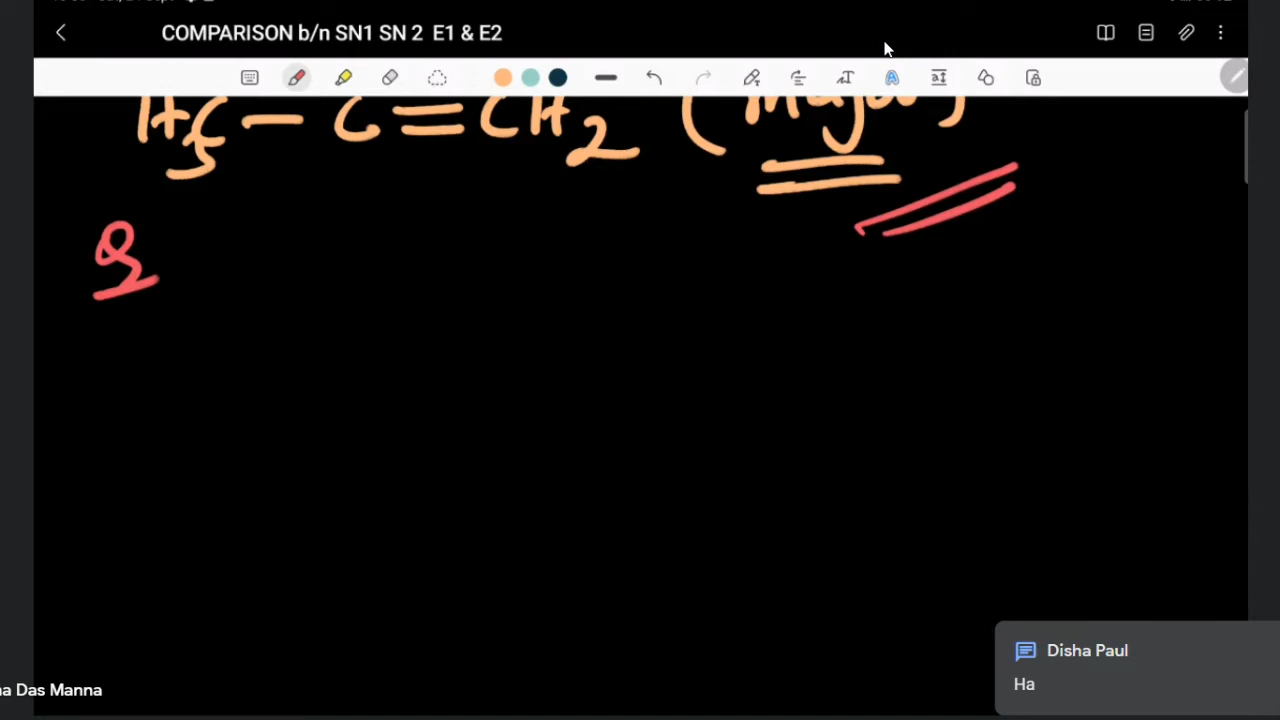 COMPARISON b/n SN1 SN 2 E1 & E2
H3C - C = CH2 (major)
Q
Disha Paul
Ha
a Das Manna